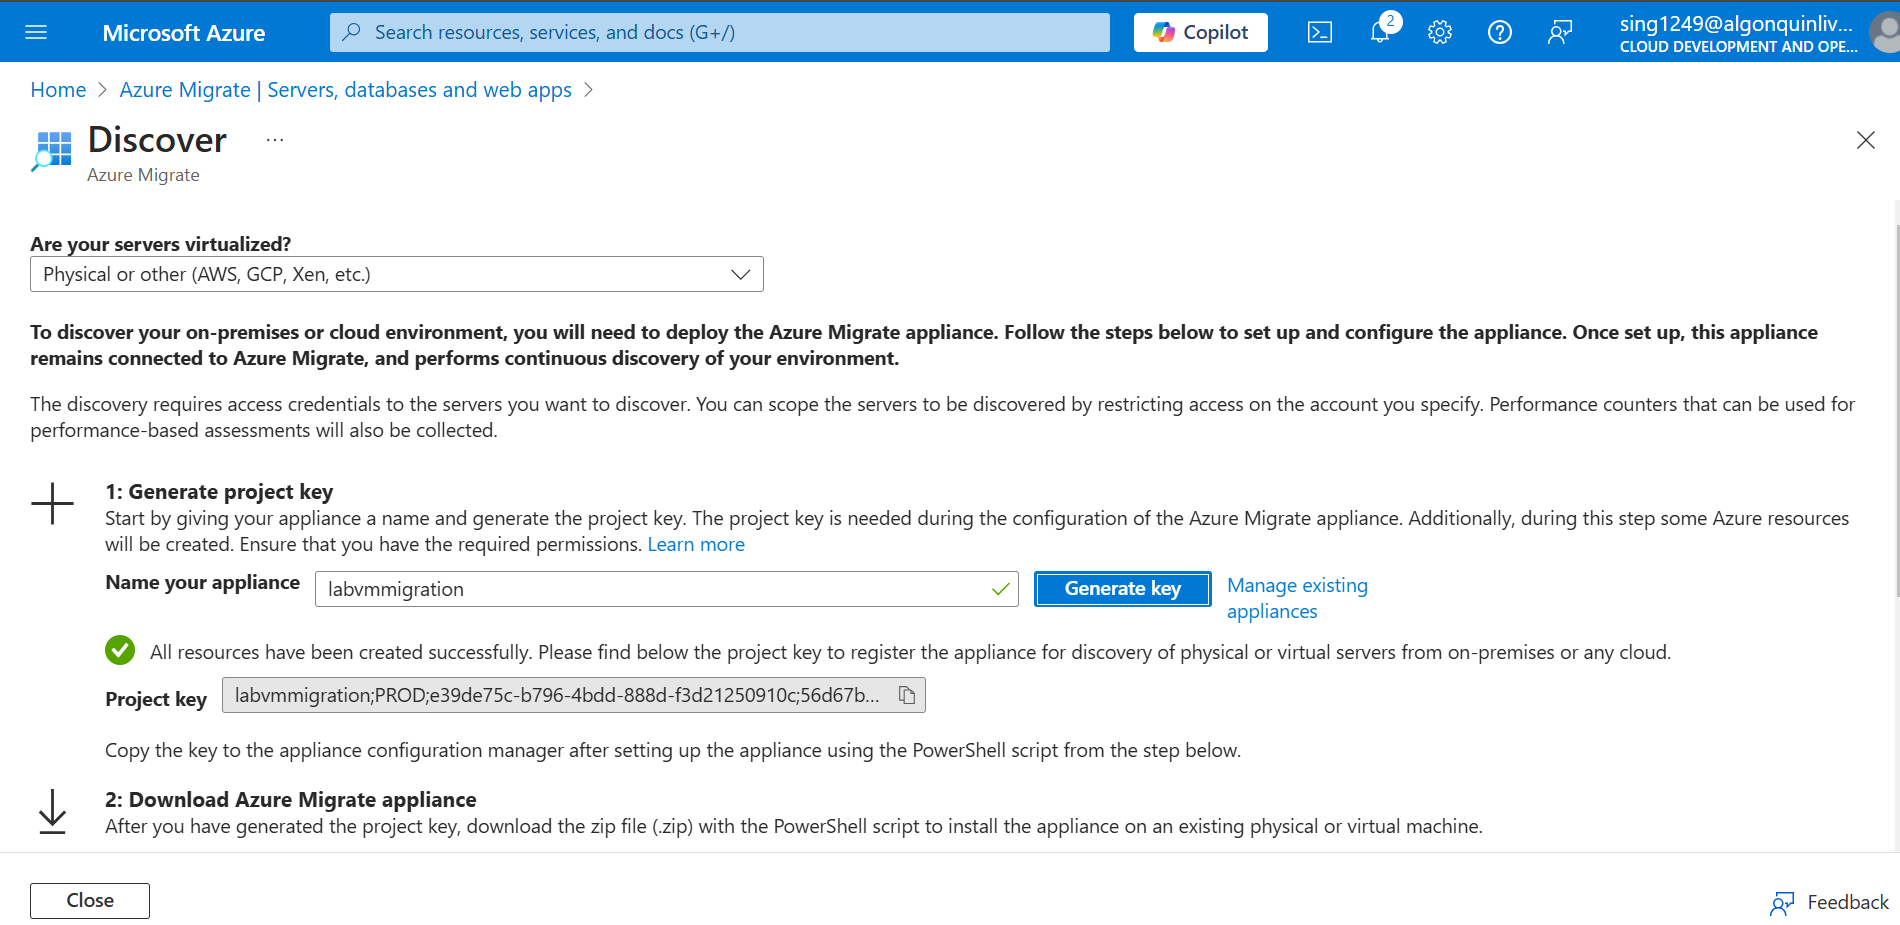 Microsoft Azure
Search resources, services, and docs (G+/)
Copilot
2
sing1249@algonquinliv...
CLOUD DEVELOPMENT AND OPE...
Home > Azure Migrate | Servers, databases and web apps >
Discover ...
Azure Migrate
Are your servers virtualized?
Physical or other (AWS, GCP, Xen, etc.)
To discover your on-premises or cloud environment, you will need to deploy the Azure Migrate appliance. Follow the steps below to set up and configure the appliance. Once set up, this appliance
remains connected to Azure Migrate, and performs continuous discovery of your environment.
The discovery requires access credentials to the servers you want to discover. You can scope the servers to be discovered by restricting access on the account you specify. Performance counters that can be used for
performance-based assessments will also be collected.
1: Generate project key
Start by giving your appliance a name and generate the project key. The project key is needed during the configuration of the Azure Migrate appliance. Additionally, during this step some Azure resources
will be created. Ensure that you have the required permissions. Learn more
Name your appliance
labvmmigration
Generate key
Manage existing
appliances
All resources have been created successfully. Please find below the project key to register the appliance for discovery of physical or virtual servers from on-premises or any cloud.
Project key
labvmmigration;PROD;e39de75c-b796-4bdd-888d-f3d21250910c;56d67b...
Copy the key to the appliance configuration manager after setting up the appliance using the PowerShell script from the step below.
2: Download Azure Migrate appliance
After you have generated the project key, download the zip file (.zip) with the PowerShell script to install the appliance on an existing physical or virtual machine.
Close
Feedback